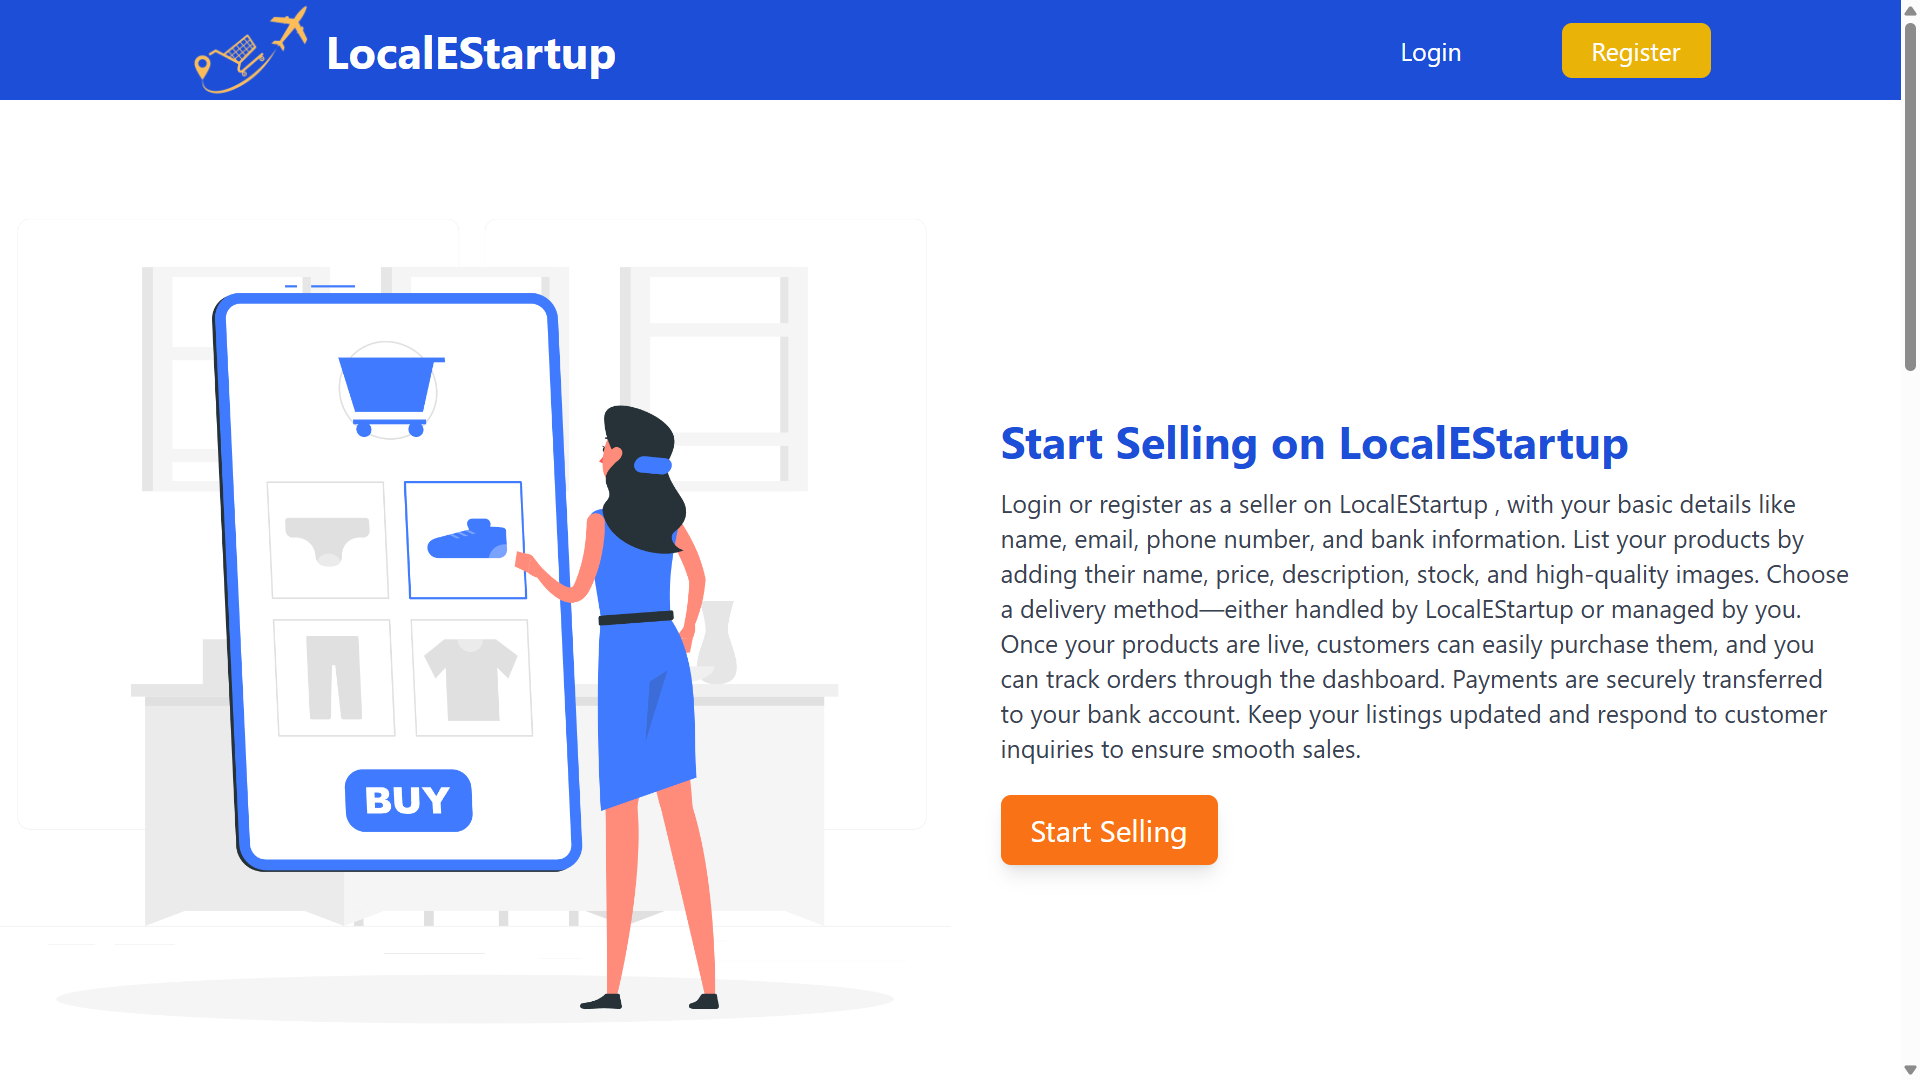 LocalEStartup
Login
Register
BUY
Start Selling on LocalEStartup
Login or register as a seller on LocalEStartup , with your basic details like
name, email, phone number, and bank information. List your products by
adding their name, price, description, stock, and high-quality images. Choose
a delivery method—either handled by LocalEStartup or managed by you.
Once your products are live, customers can easily purchase them, and you
can track orders through the dashboard. Payments are securely transferred
to your bank account. Keep your listings updated and respond to customer
inquiries to ensure smooth sales.
Start Selling